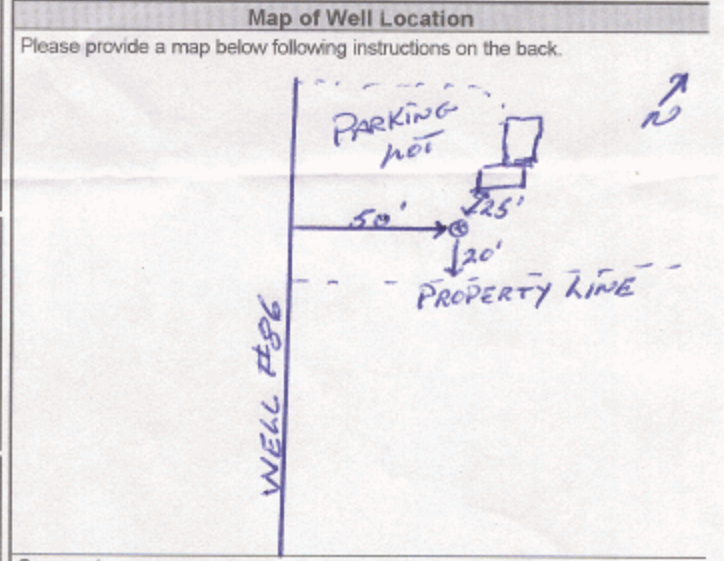 Map of Well Location
Please provide a map below following instructions on the back.
N
PARKING
LOT
50'
25'
20'
PROPERTY LINE
WELL #86